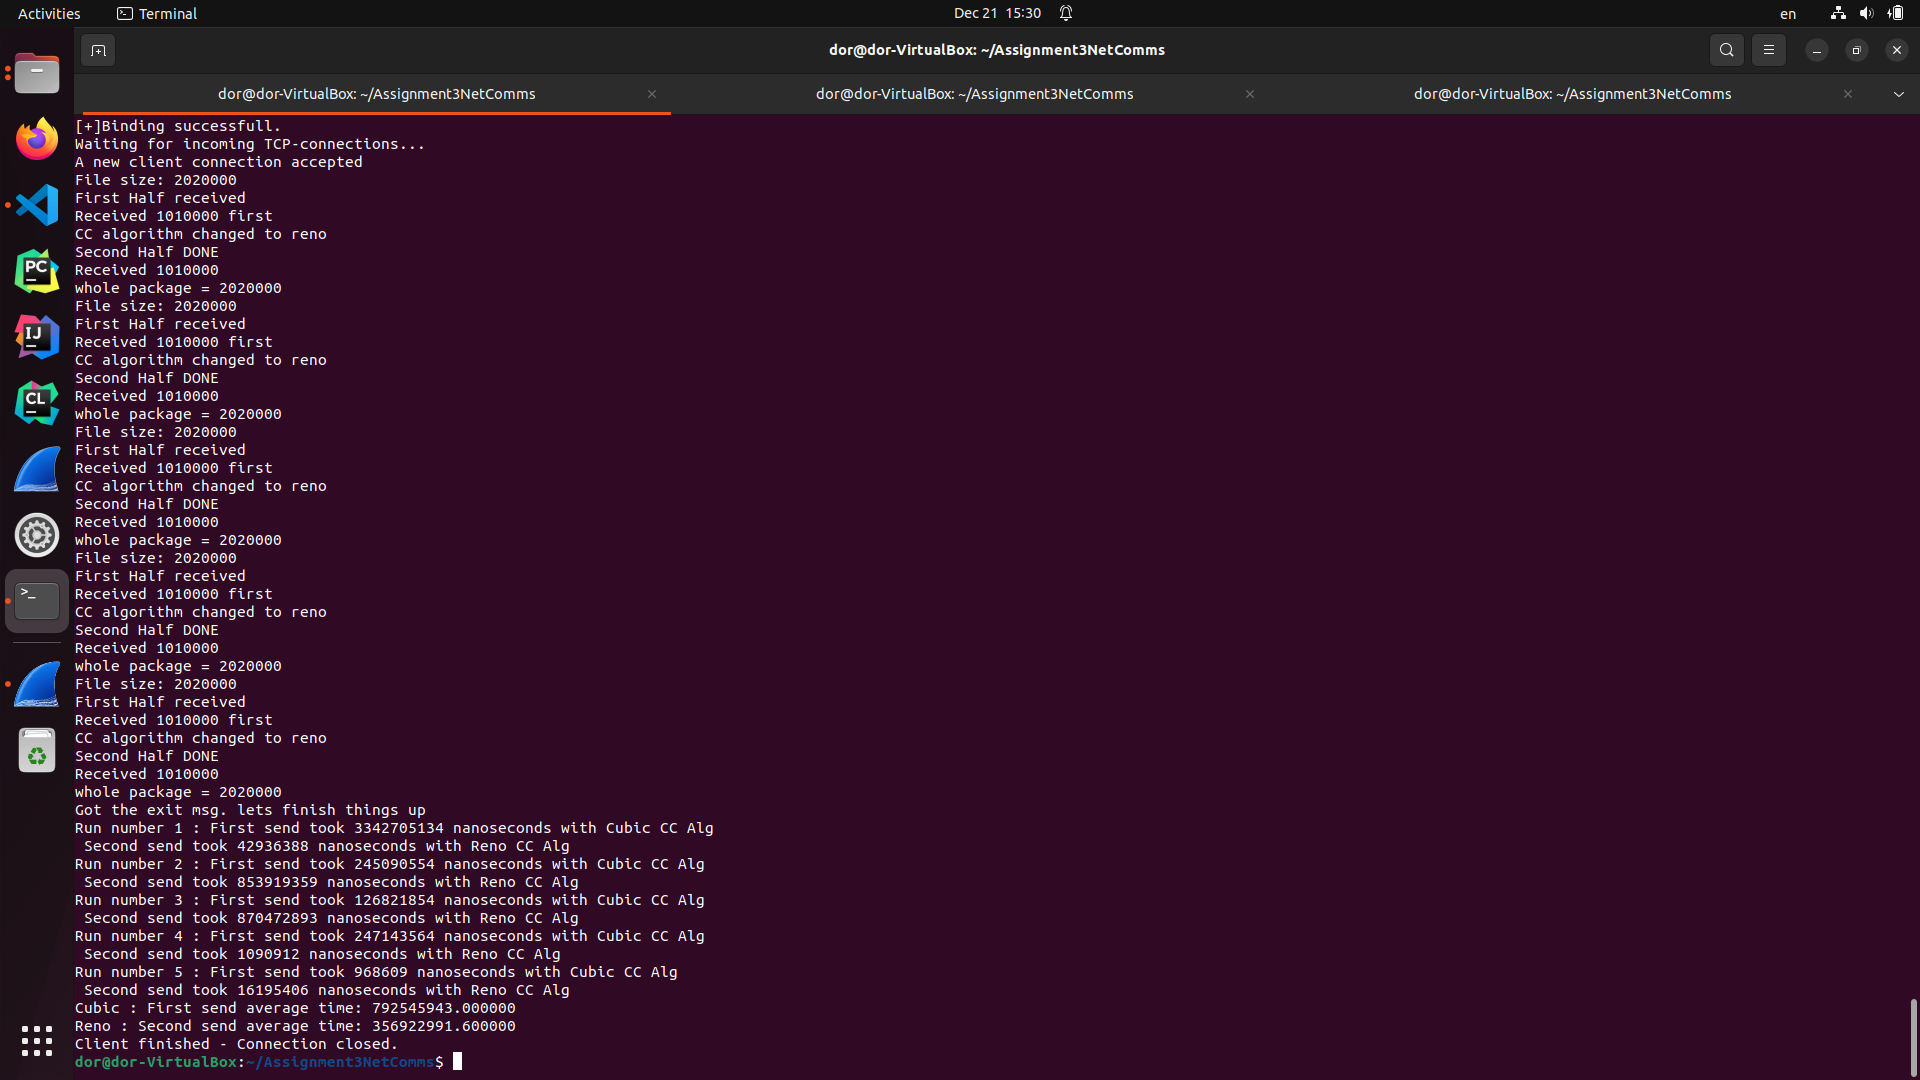 Activities
Terminal
Dec 21 15:30
en
dor@dor-VirtualBox: ~/Assignment3NetComms
dor@dor-VirtualBox: ~/Assignment3NetComms
dor@dor-VirtualBox: ~/Assignment3NetComms
dor@dor-VirtualBox: ~/Assignment3NetComms
[+]Binding successfull.
Waiting for incoming TCP-connections...
A new client connection accepted
File size: 2020000
First Half received
Received 1010000 first
CC algorithm changed to reno
Second Half DONE
Received 1010000
whole package = 2020000
File size: 2020000
First Half received
Received 1010000 first
CC algorithm changed to reno
Second Half DONE
Received 1010000
whole package = 2020000
File size: 2020000
First Half received
Received 1010000 first
CC algorithm changed to reno
Second Half DONE
Received 1010000
whole package = 2020000
File size: 2020000
First Half received
Received 1010000 first
CC algorithm changed to reno
Second Half DONE
Received 1010000
whole package = 2020000
File size: 2020000
First Half received
Received 1010000 first
CC algorithm changed to reno
Second Half DONE
Received 1010000
whole package = 2020000
Got the exit msg. lets finish things up
Run number 1 : First send took 3342705134 nanoseconds with Cubic CC Alg
Second send took 42936388 nanoseconds with Reno CC Alg
Run number 2 : First send took 245090554 nanoseconds with Cubic CC Alg
Second send took 853919359 nanoseconds with Reno CC Alg
Run number 3 : First send took 126821854 nanoseconds with Cubic CC Alg
Second send took 870472893 nanoseconds with Reno CC Alg
Run number 4 : First send took 247143564 nanoseconds with Cubic CC Alg
Second send took 1090912 nanoseconds with Reno CC Alg
Run number 5 : First send took 968609 nanoseconds with Cubic CC Alg
Second send took 16195406 nanoseconds with Reno CC Alg
Cubic : First send average time: 792545943.000000
Reno : Second send average time: 356922991.600000
Client finished - Connection closed.
dor@dor-VirtualBox:~/Assignment3NetComms$
PC
IJ
CL
>_